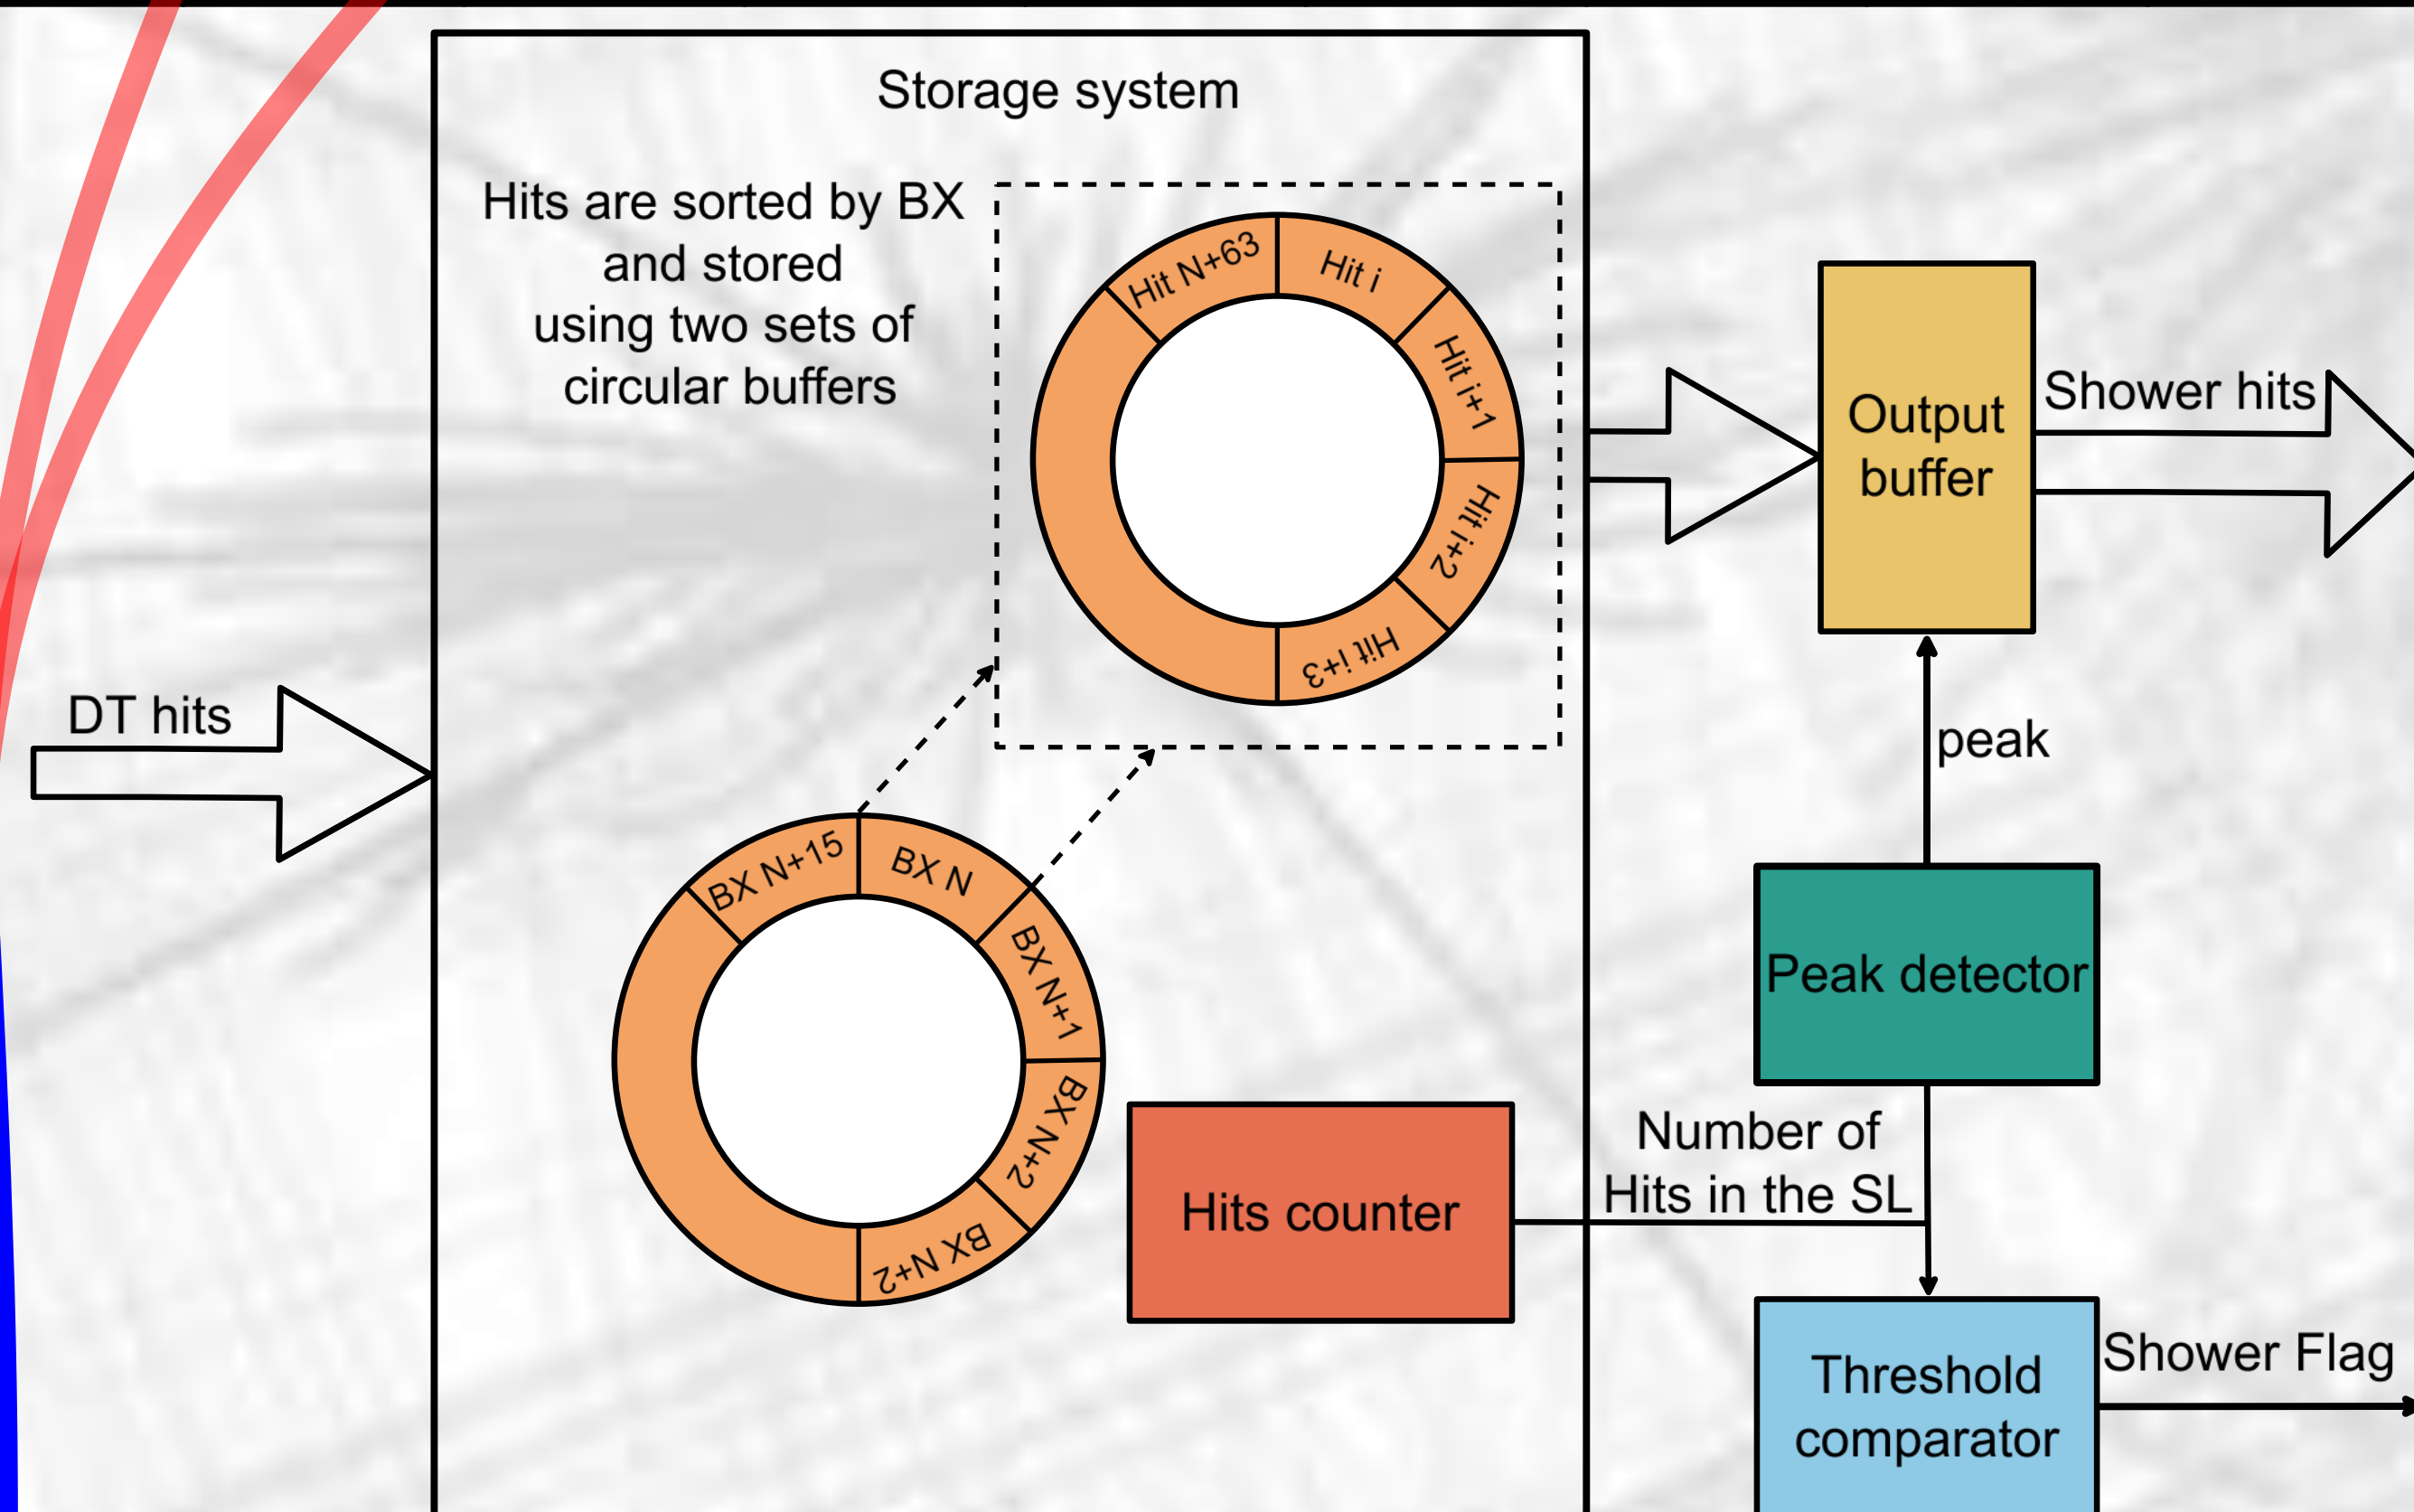 Storage system
Hits are sorted by BX
and stored
using two sets of
circular buffers
Hit N+63
Hit i
Hit i+1
Hit i+2
Hit i+3
Output
buffer
Shower hits
DT hits
peak
BX N+15
BX N
BX N+1
BX N+2
BX N+2
Peak detector
Hits counter
Number of
Hits in the SL
Threshold
comparator
Shower Flag